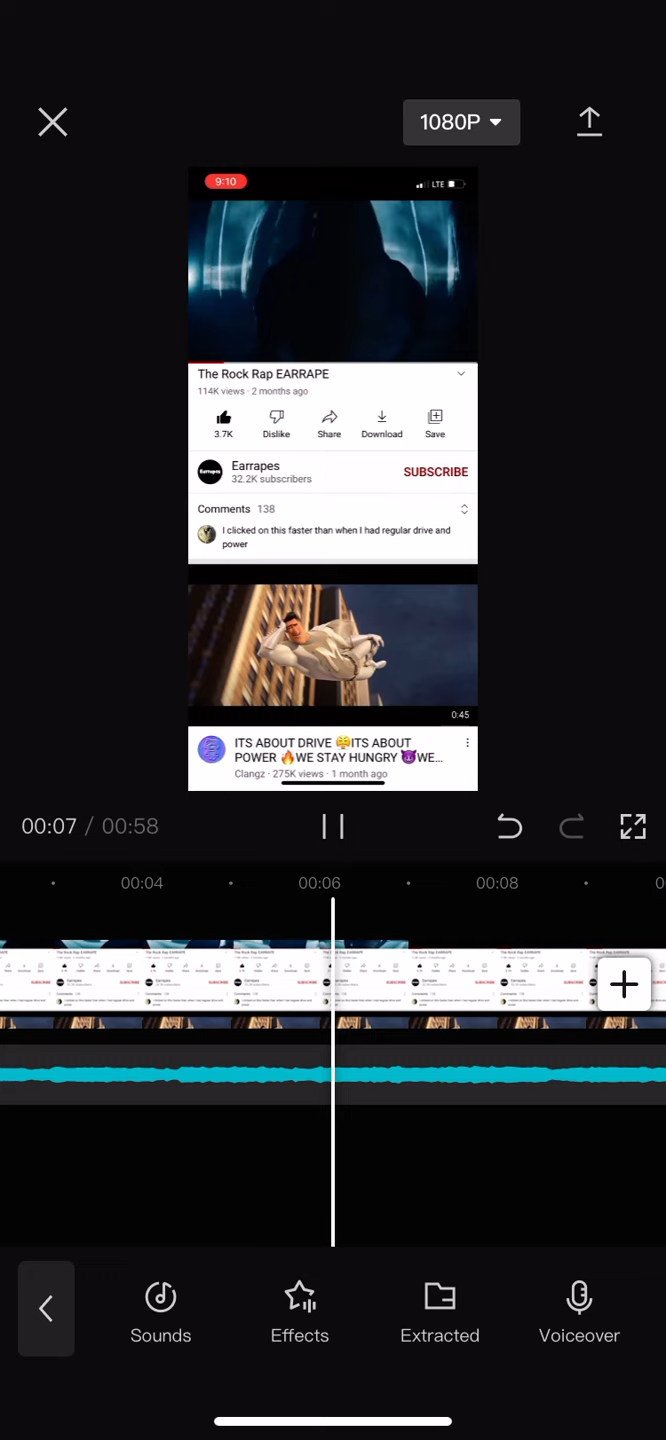 1080P
9:10
LTE
The Rock Rap EARRAPE
114K views · 2 months ago
3.7K Dislike Share Download Save
Earrapes
Earrapes
32.2K subscribers
SUBSCRIBE
Comments 138
I clicked on this faster than when I had regular drive and
power
0:45
ITS ABOUT DRIVE 😤ITS ABOUT
POWER 🔥WE STAY HUNGRY 😈WE...
Clangz · 275K views · 1 month ago
00:07 / 00:58
00:04 00:06 00:08 0
Sounds Effects Extracted Voiceover